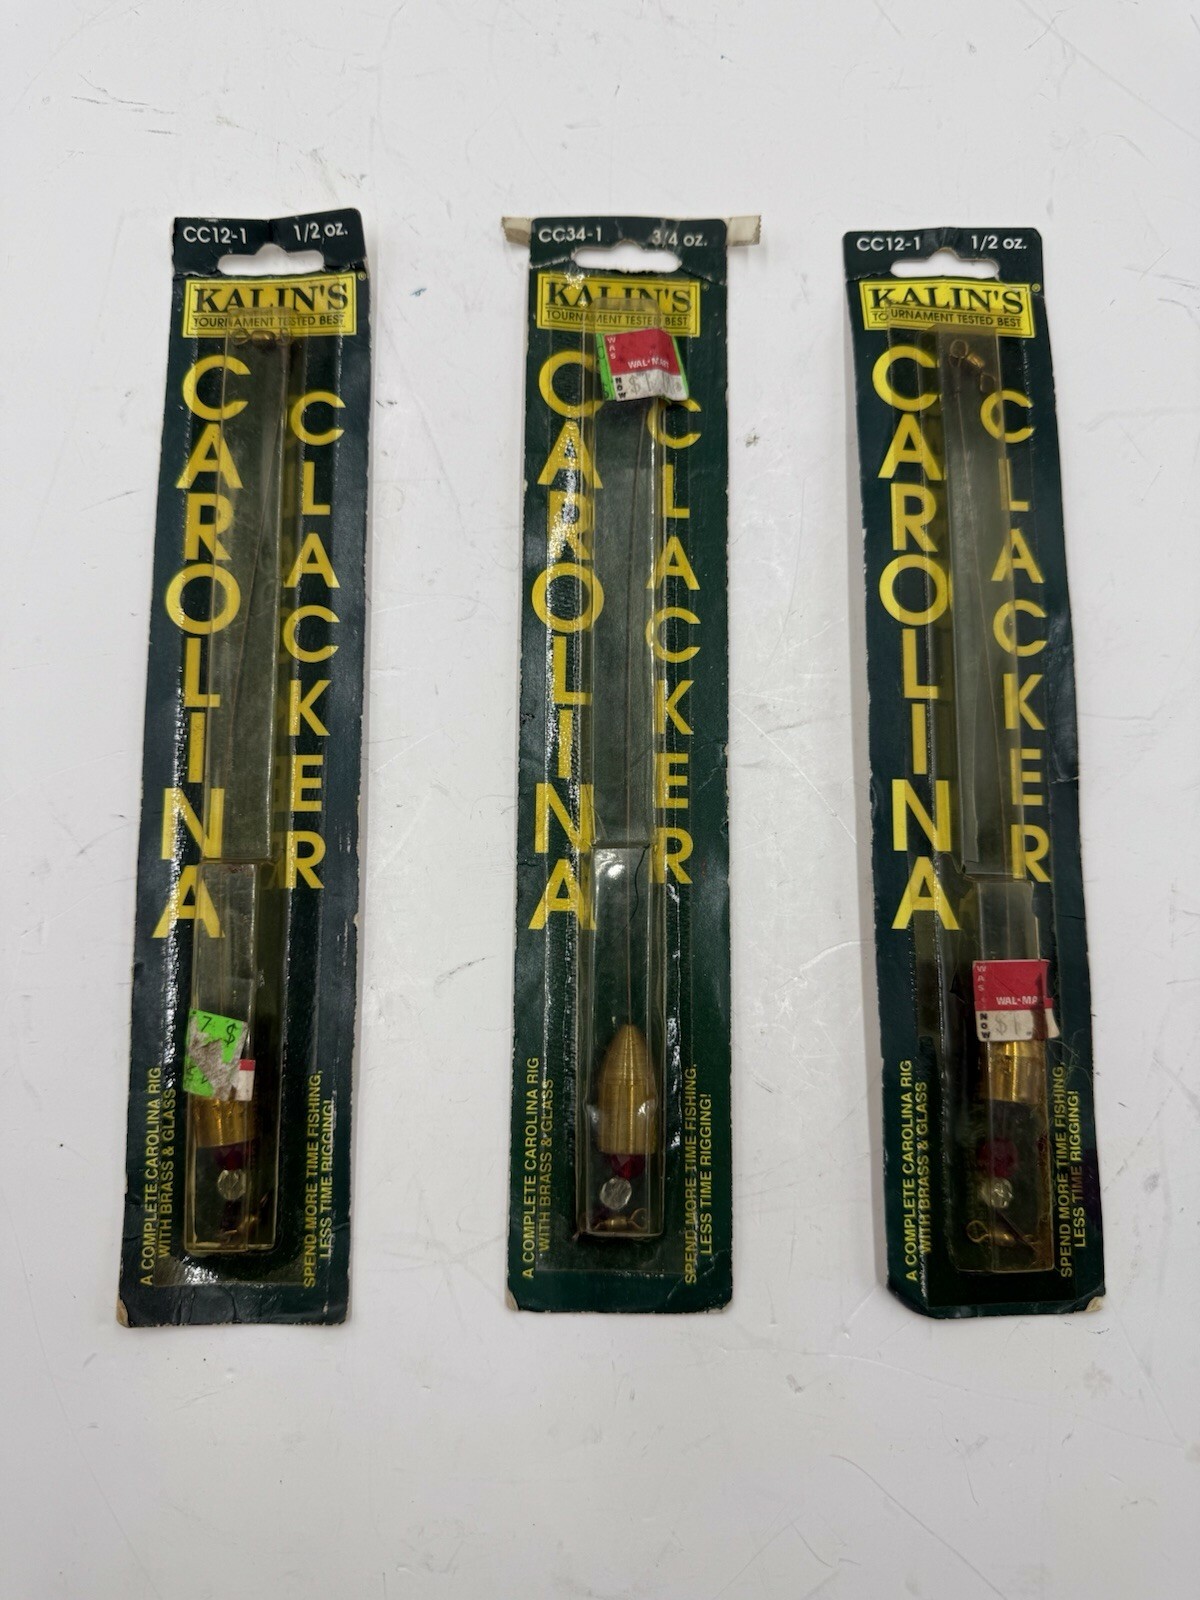 CC12-1 1/2 oz.
KALIN'S®
TOURNAMENT TESTED BEST
CAROLINA
CLACKER
7 $
A COMPLETE CAROLINA RIG
WITH BRASS & GLASS
SPEND MORE TIME FISHING,
LESS TIME RIGGING!
CC34-1 3/4 oz.
KALIN'S
TOURNAMENT TESTED BEST
WAS
WAL-MART
NOW
CAROLINA
CLACKER
A COMPLETE CAROLINA RIG
WITH BRASS & GLASS
SPEND MORE TIME FISHING,
LESS TIME RIGGING!
CC12-1 1/2 oz.
KALIN'S®
TOURNAMENT TESTED BEST
CAROLINA
CLACKER
WAS
WAL-MA
NOW
A COMPLETE CAROLINA RIG
WITH BRASS & GLASS
SPEND MORE TIME FISHING,
LESS TIME RIGGING!